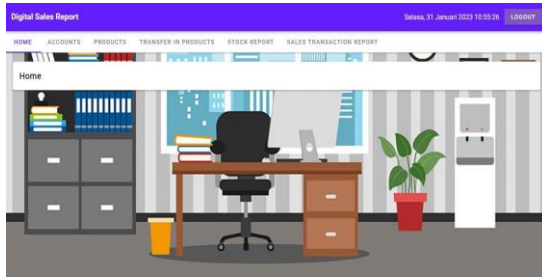 Digital Sales Report
Selasa, 31 Januari 2023 10:55:26 LOGOUT
HOME ACCOUNTS PRODUCTS TRANSFER IN PRODUCTS STOCK REPORT SALES TRANSACTION REPORT
Home